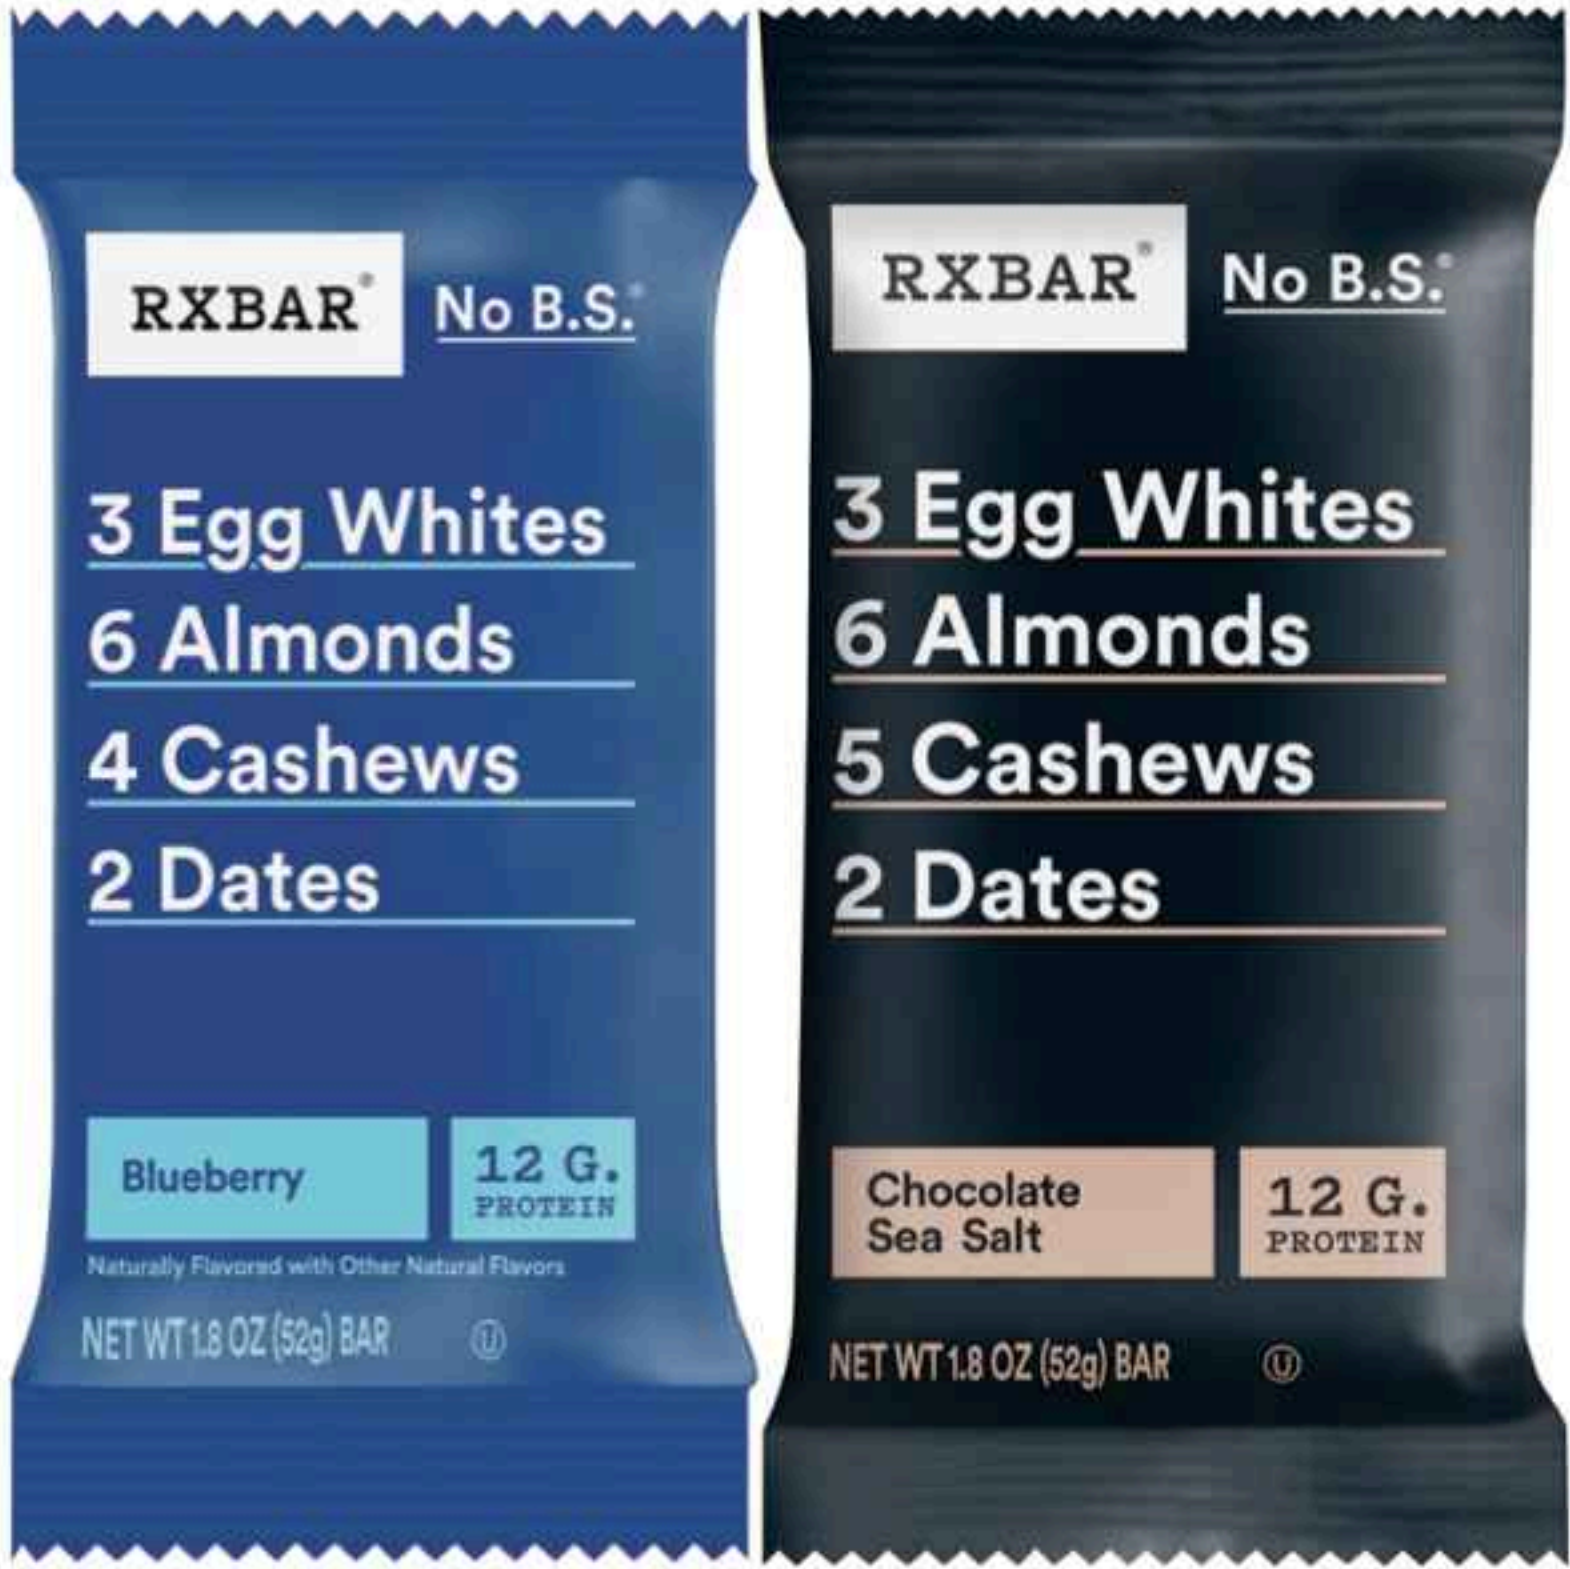 RXBAR®
No B.S.®
3 Egg Whites
6 Almonds
4 Cashews
2 Dates
Blueberry
12 G.
PROTEIN
Naturally Flavored with Other Natural Flavors
NET WT 1.8 OZ (52g) BAR
U
RXBAR®
No B.S.®
3 Egg Whites
6 Almonds
5 Cashews
2 Dates
Chocolate
Sea Salt
12 G.
PROTEIN
NET WT 1.8 OZ (52g) BAR
U